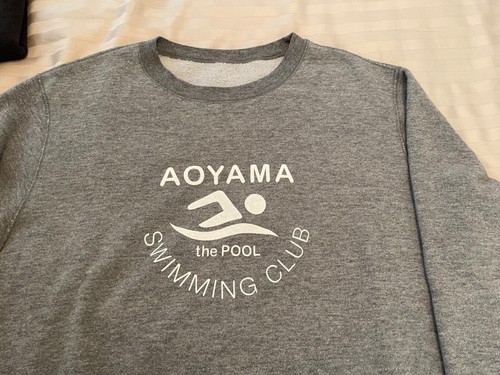 AOYAMA
the POOL
SWIMMING CLUB